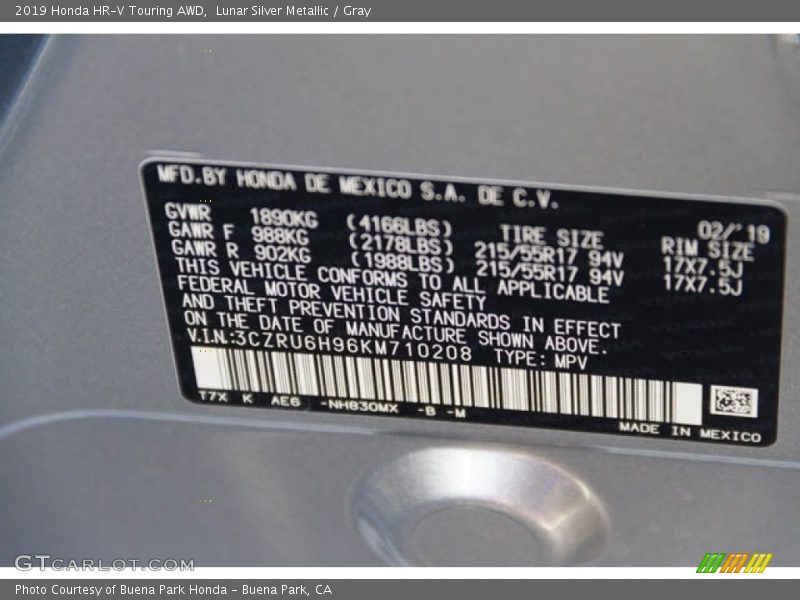 2019 Honda HR-V Touring AWD,  Lunar Silver Metallic / Gray
MFD.BY HONDA DE MEXICO S.A. DE C.V.
02/'19
GVWR 1890KG (4166LBS) TIRE SIZE RIM SIZE
GAWR F 988KG (2178LBS) 215/55R17 94V 17X7.5J
GAWR R 902KG (1988LBS) 215/55R17 94V 17X7.5J
THIS VEHICLE CONFORMS TO ALL APPLICABLE
FEDERAL MOTOR VEHICLE SAFETY
AND THEFT PREVENTION STANDARDS IN EFFECT
ON THE DATE OF MANUFACTURE SHOWN ABOVE.
V.I.N.:3CZRU6H96KM710208 TYPE: MPV
T7X K AE6 -NH830MX -B -M
MADE IN MEXICO
GTCARLOT.COM
Photo Courtesy of Buena Park Honda - Buena Park, CA